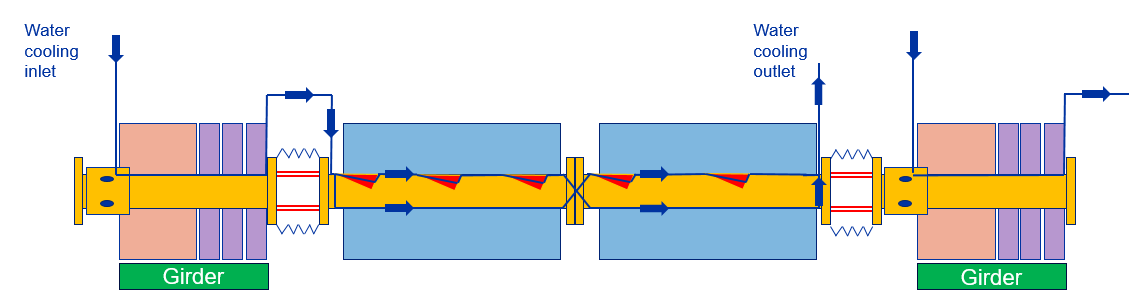 Water
cooling
inlet
Water
cooling
outlet
Girder
Girder